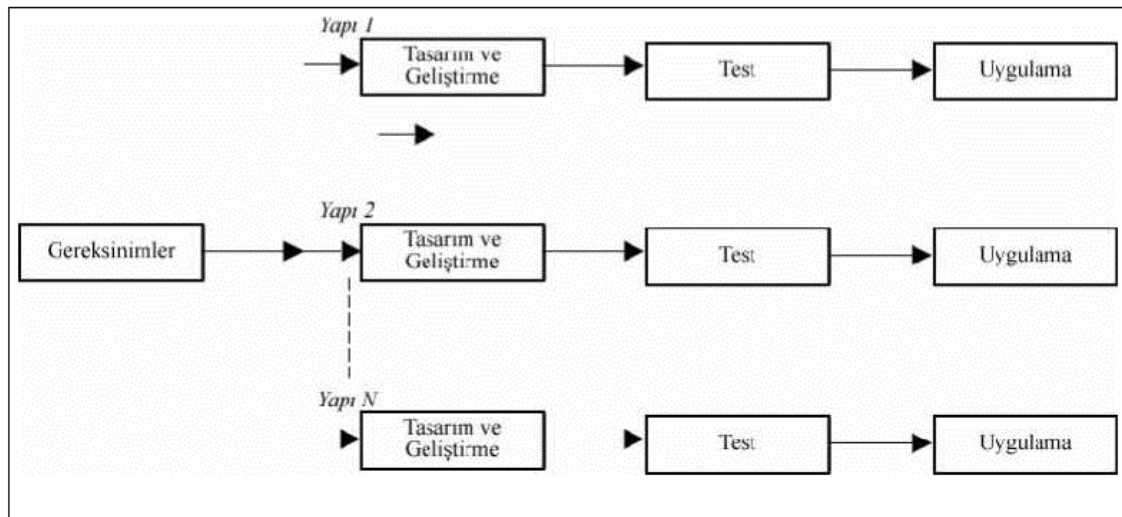 Yapı 1
Tasarım ve
Geliştirme
Test
Uygulama
Gereksinimler
Yapı 2
Tasarım ve
Geliştirme
Test
Uygulama
Yapı N
Tasarım ve
Geliştirme
Test
Uygulama